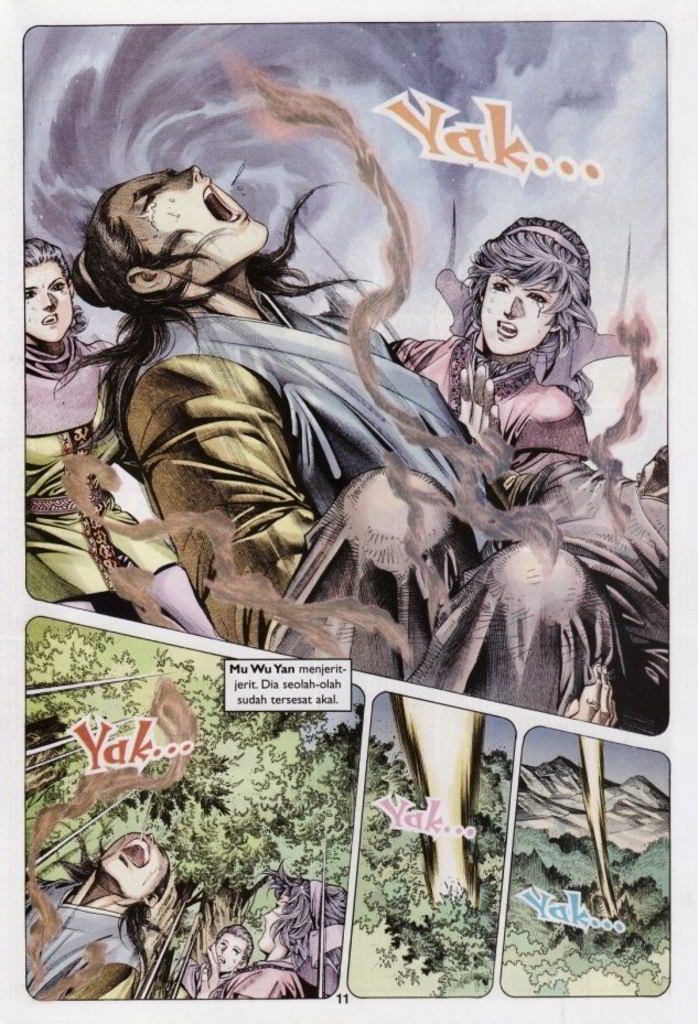 Yak...
Mu Wu Yan menjerit-
jerit. Dia seolah-olah
sudah tersesat akal.
Yak...
Yak...
Yak...
11